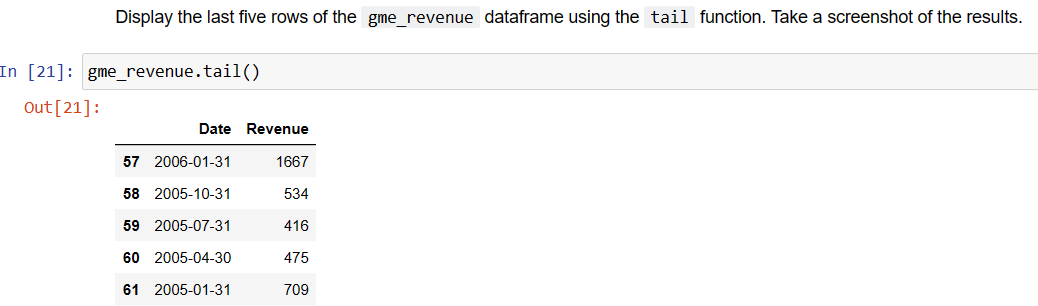 Display the last five rows of the gme_revenue dataframe using the tail function. Take a screenshot of the results.
In [21]: gme_revenue.tail()
Out[21]:
Date Revenue
57 2006-01-31 1667
58 2005-10-31 534
59 2005-07-31 416
60 2005-04-30 475
61 2005-01-31 709